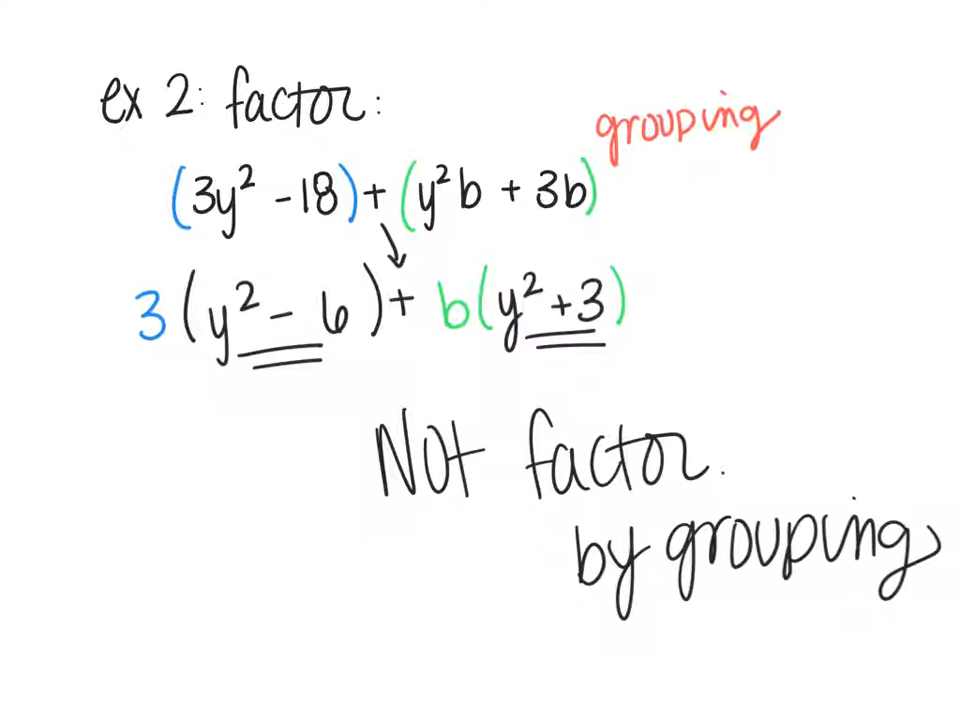 ex 2: factor:
grouping
(3y² - 18) + (y²b + 3b)
3(y² - 6) + b(y² + 3)
Not factor.
by grouping